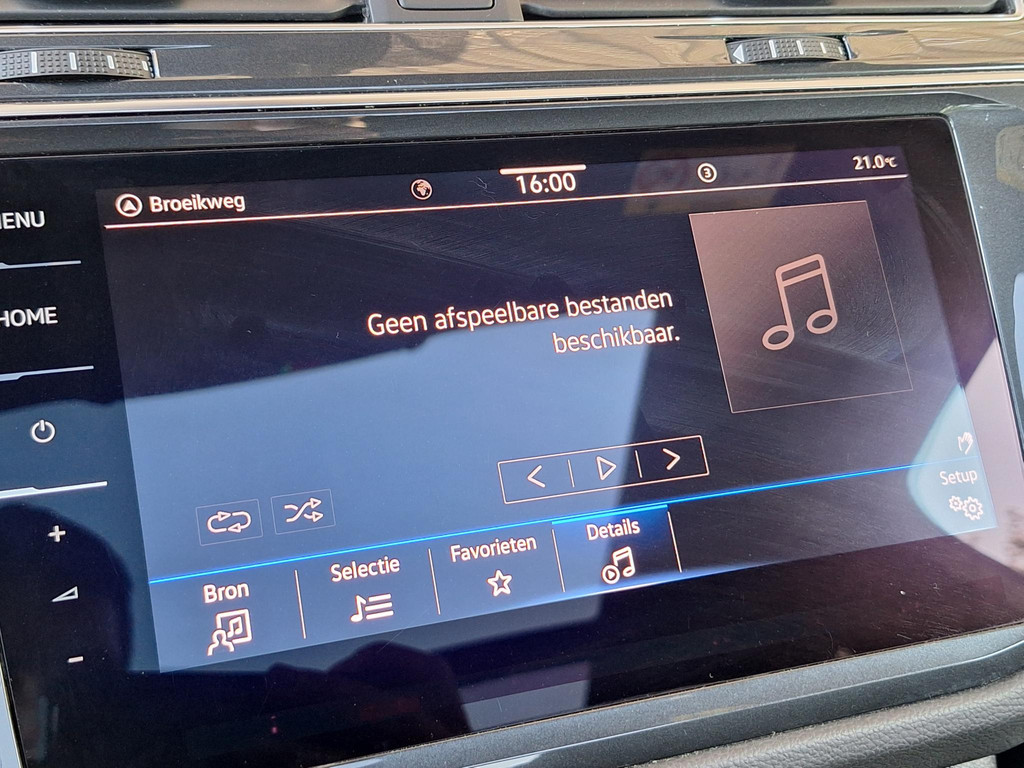 MENU
HOME
Broeikweg
16:00
3
21.0°C
Geen afspeelbare bestanden
beschikbaar.
Setup
Bron
Selectie
Favorieten
Details